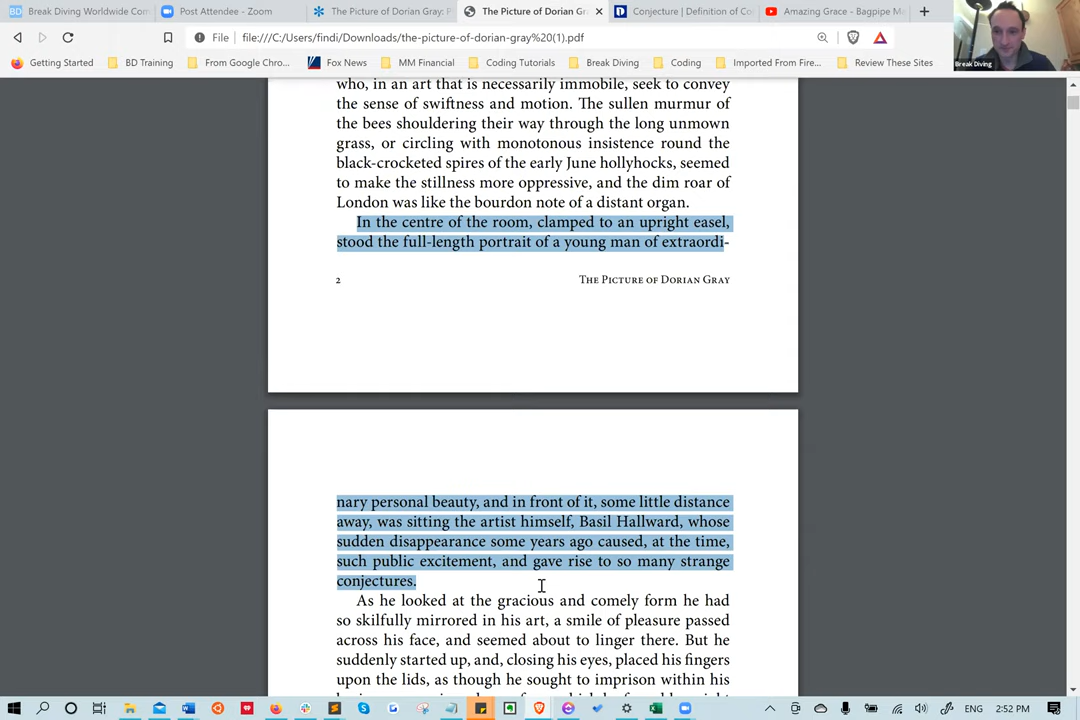 BD Break Diving Worldwide Com
Post Attendee - Zoom
The Picture of Dorian Gray: P
The Picture of Dorian Gr
Conjecture | Definition of Co
Amazing Grace - Bagpipe M
File
file:///C:/Users/findi/Downloads/the-picture-of-dorian-gray%20(1).pdf
Break Diving
Getting Started
BD Training
From Google Chro...
Fox News
MM Financial
Coding Tutorials
Break Diving
Coding
Imported From Fire...
Review These Sites
who, in an art that is necessarily immobile, seek to convey
the sense of swiftness and motion. The sullen murmur of
the bees shouldering their way through the long unmown
grass, or circling with monotonous insistence round the
black-crocketed spires of the early June hollyhocks, seemed
to make the stillness more oppressive, and the dim roar of
London was like the bourdon note of a distant organ.
In the centre of the room, clamped to an upright easel,
stood the full-length portrait of a young man of extraordi-
2
The Picture of Dorian Gray
nary personal beauty, and in front of it, some little distance
away, was sitting the artist himself, Basil Hallward, whose
sudden disappearance some years ago caused, at the time,
such public excitement, and gave rise to so many strange
conjectures.
As he looked at the gracious and comely form he had
so skilfully mirrored in his art, a smile of pleasure passed
across his face, and seemed about to linger there. But he
suddenly started up, and, closing his eyes, placed his fingers
upon the lids, as though he sought to imprison within his
ENG
2:52 PM